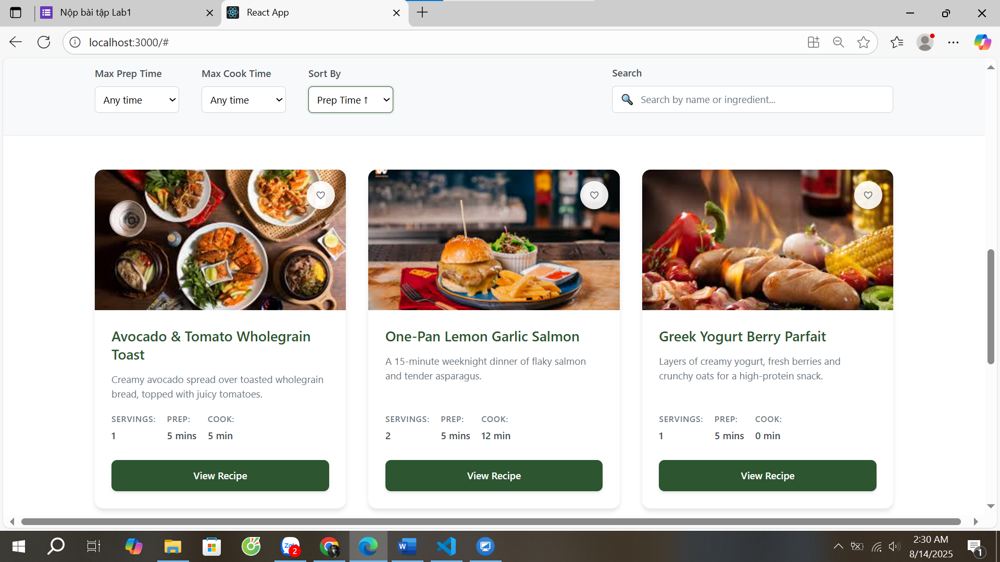 Nộp bài tập Lab1
React App
localhost:3000/#
Max Prep Time
Max Cook Time
Sort By
Search
Any time
Any time
Prep Time ↑
Search by name or ingredient...
Avocado & Tomato Wholegrain
Toast
Creamy avocado spread over toasted wholegrain
bread, topped with juicy tomatoes.
SERVINGS: PREP: COOK:
1 5 mins 5 min
View Recipe
One-Pan Lemon Garlic Salmon
A 15-minute weeknight dinner of flaky salmon
and tender asparagus.
SERVINGS: PREP: COOK:
2 5 mins 12 min
View Recipe
Greek Yogurt Berry Parfait
Layers of creamy yogurt, fresh berries and
crunchy oats for a high-protein snack.
SERVINGS: PREP: COOK:
1 5 mins 0 min
View Recipe
Zalo
2
W
2:30 AM
8/14/2025
1